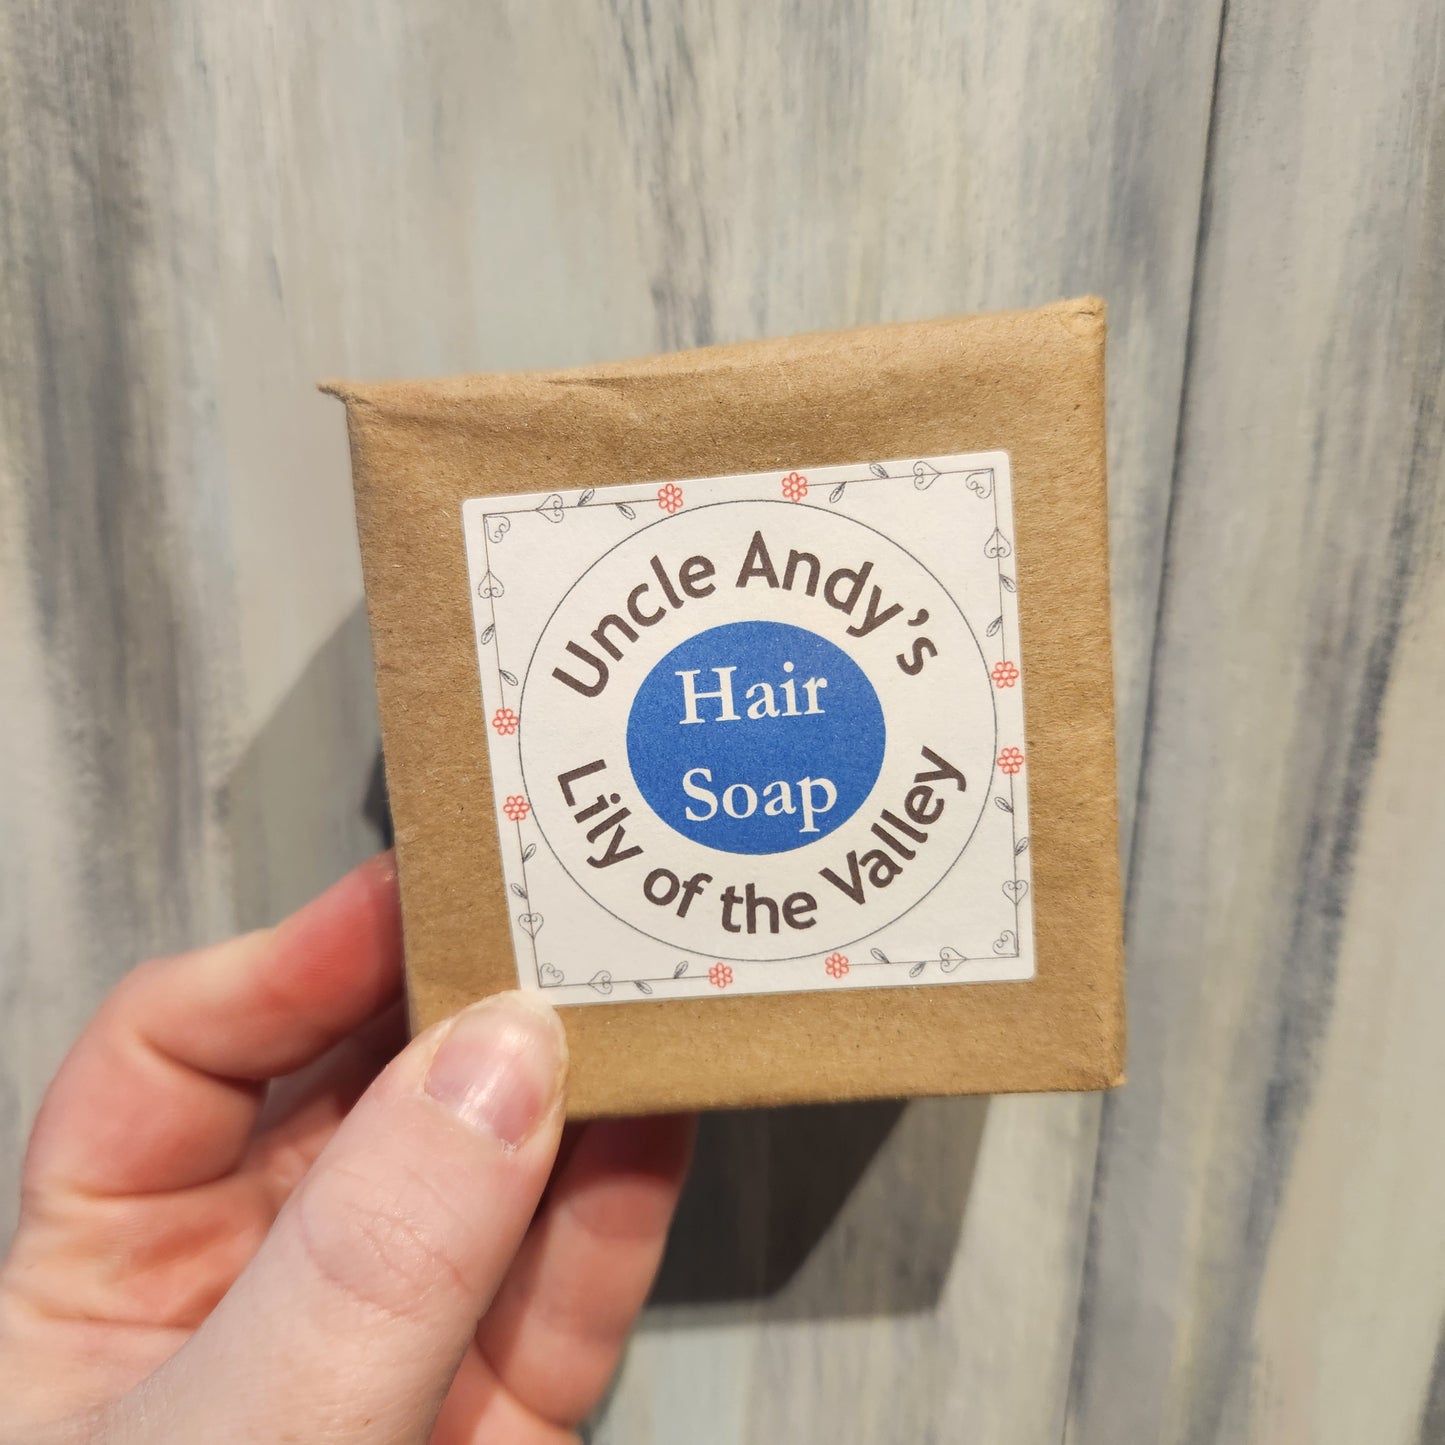 Uncle Andy's
Hair
Soap
Lily of the Valley